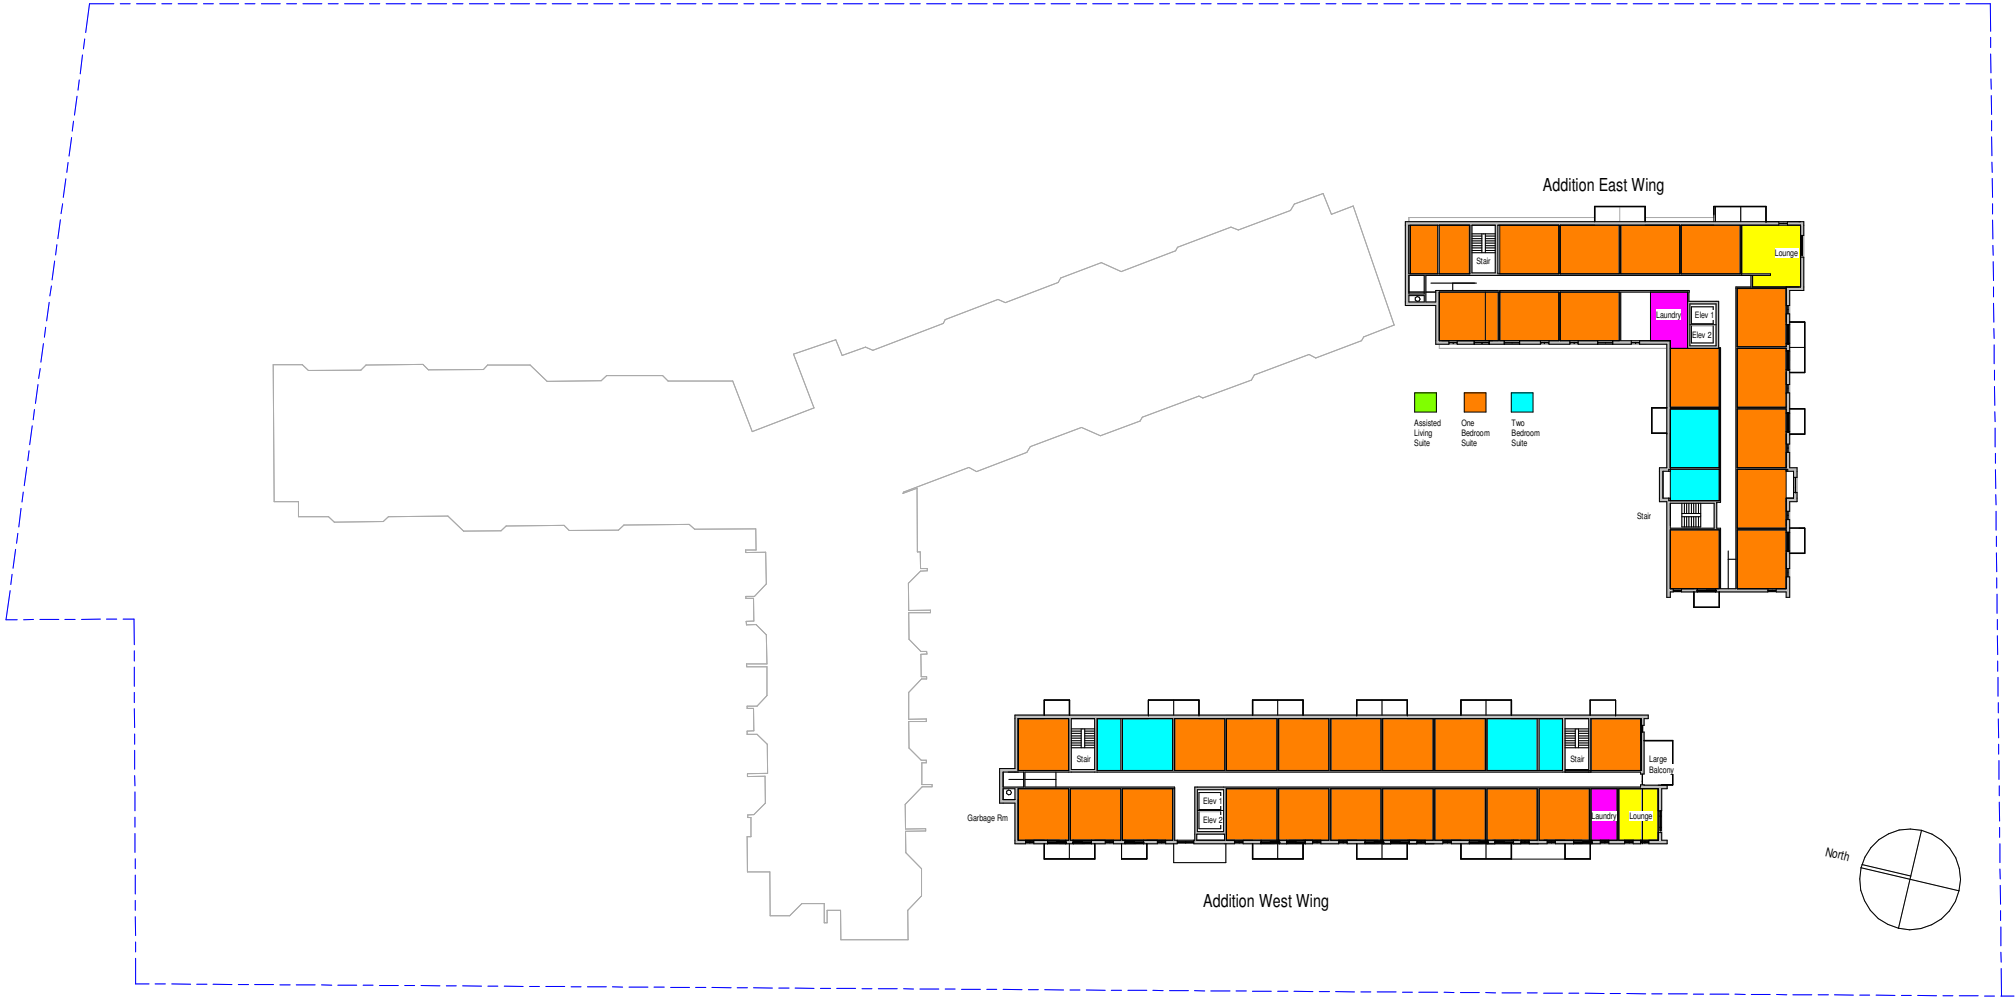 Addition East Wing
Stair
Lounge
Laundry
Elev 1
Elev 2
Assisted
Living
Suite
One
Bedroom
Suite
Two
Bedroom
Suite
Stair
Stair
Stair
Large
Balcony
Elev 1
Elev 2
Garbage Rm
Laundry
Lounge
North
Addition West Wing